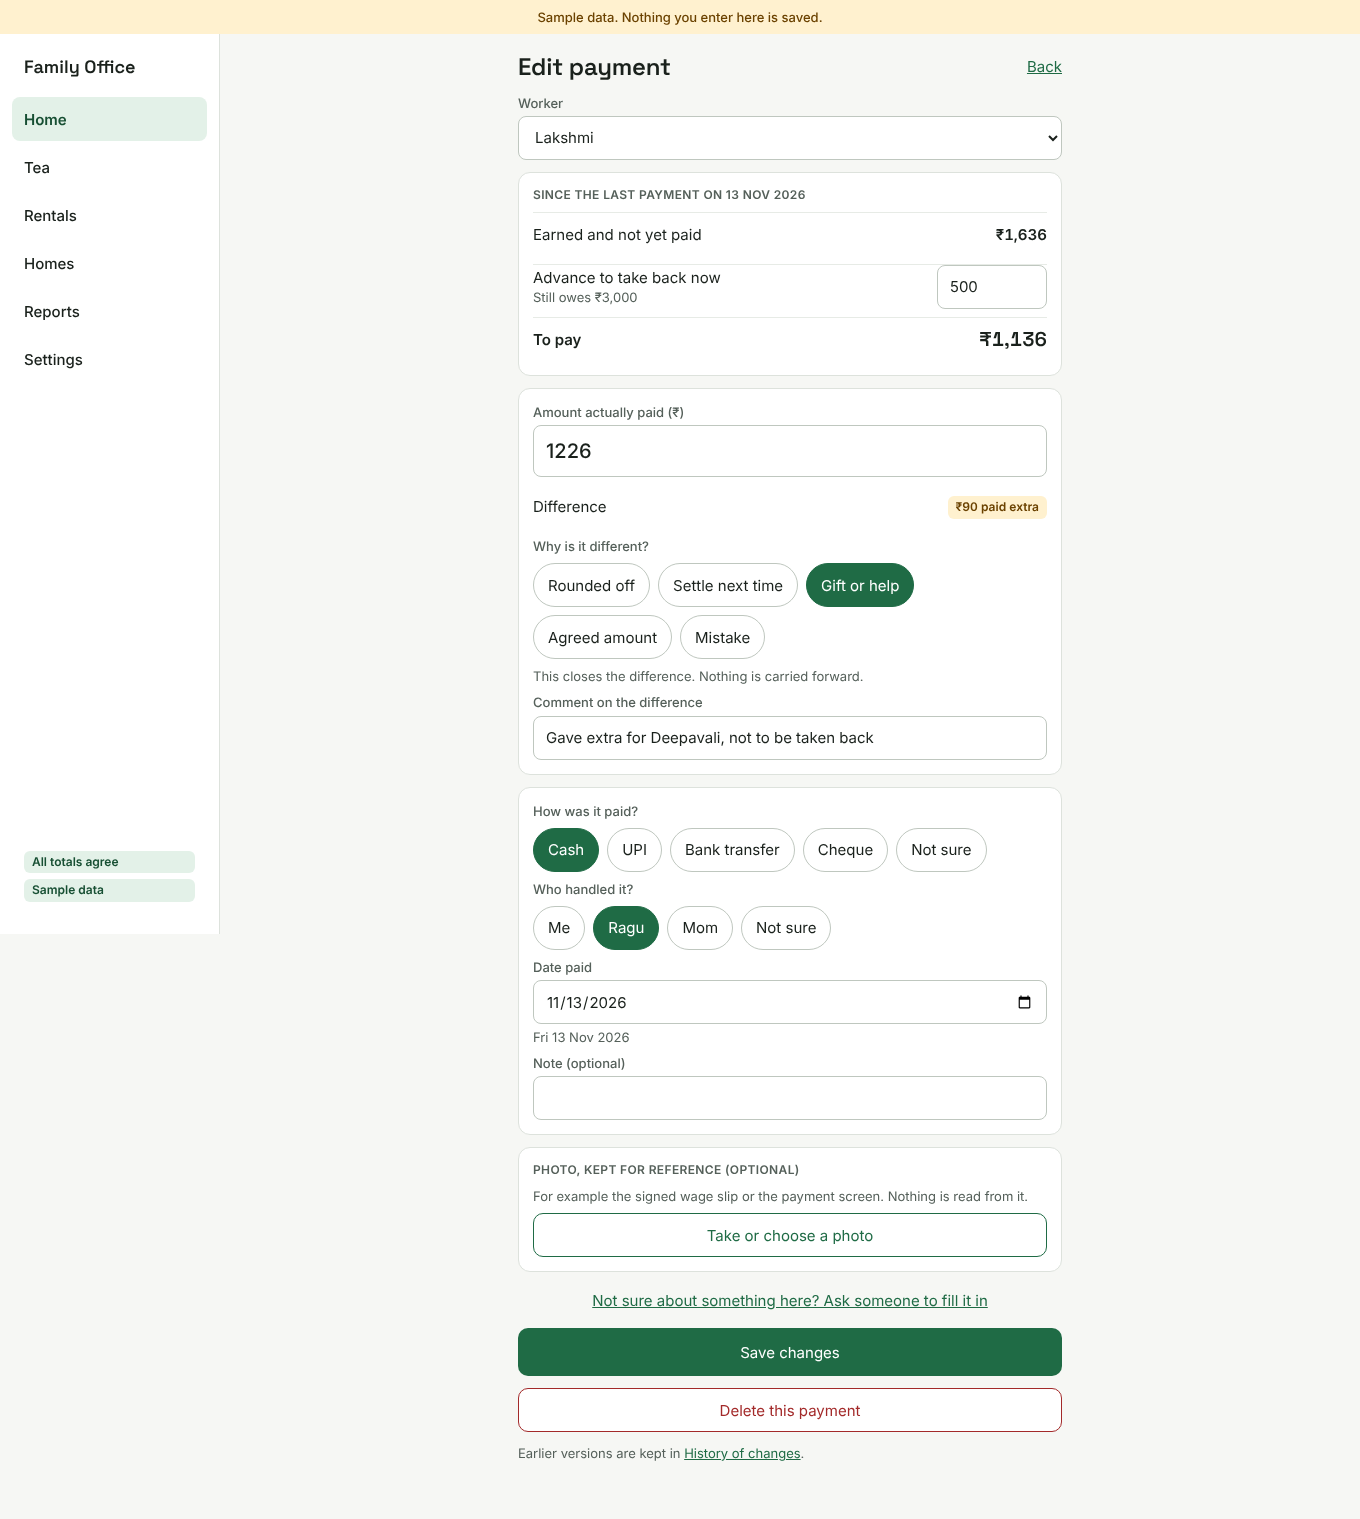 Sample data. Nothing you enter here is saved.
Family Office
Home
Tea
Rentals
Homes
Reports
Settings
All totals agree
Sample data
Edit payment
Back
Worker
Lakshmi
SINCE THE LAST PAYMENT ON 13 NOV 2026
Earned and not yet paid ₹1,636
Advance to take back now
Still owes ₹3,000
500
To pay ₹1,136
Amount actually paid (₹)
1226
Difference ₹90 paid extra
Why is it different?
Rounded off Settle next time Gift or help
Agreed amount Mistake
This closes the difference. Nothing is carried forward.
Comment on the difference
Gave extra for Deepavali, not to be taken back
How was it paid?
Cash UPI Bank transfer Cheque Not sure
Who handled it?
Me Ragu Mom Not sure
Date paid
11/13/2026
Fri 13 Nov 2026
Note (optional)
PHOTO, KEPT FOR REFERENCE (OPTIONAL)
For example the signed wage slip or the payment screen. Nothing is read from it.
Take or choose a photo
Not sure about something here? Ask someone to fill it in
Save changes
Delete this payment
Earlier versions are kept in History of changes.